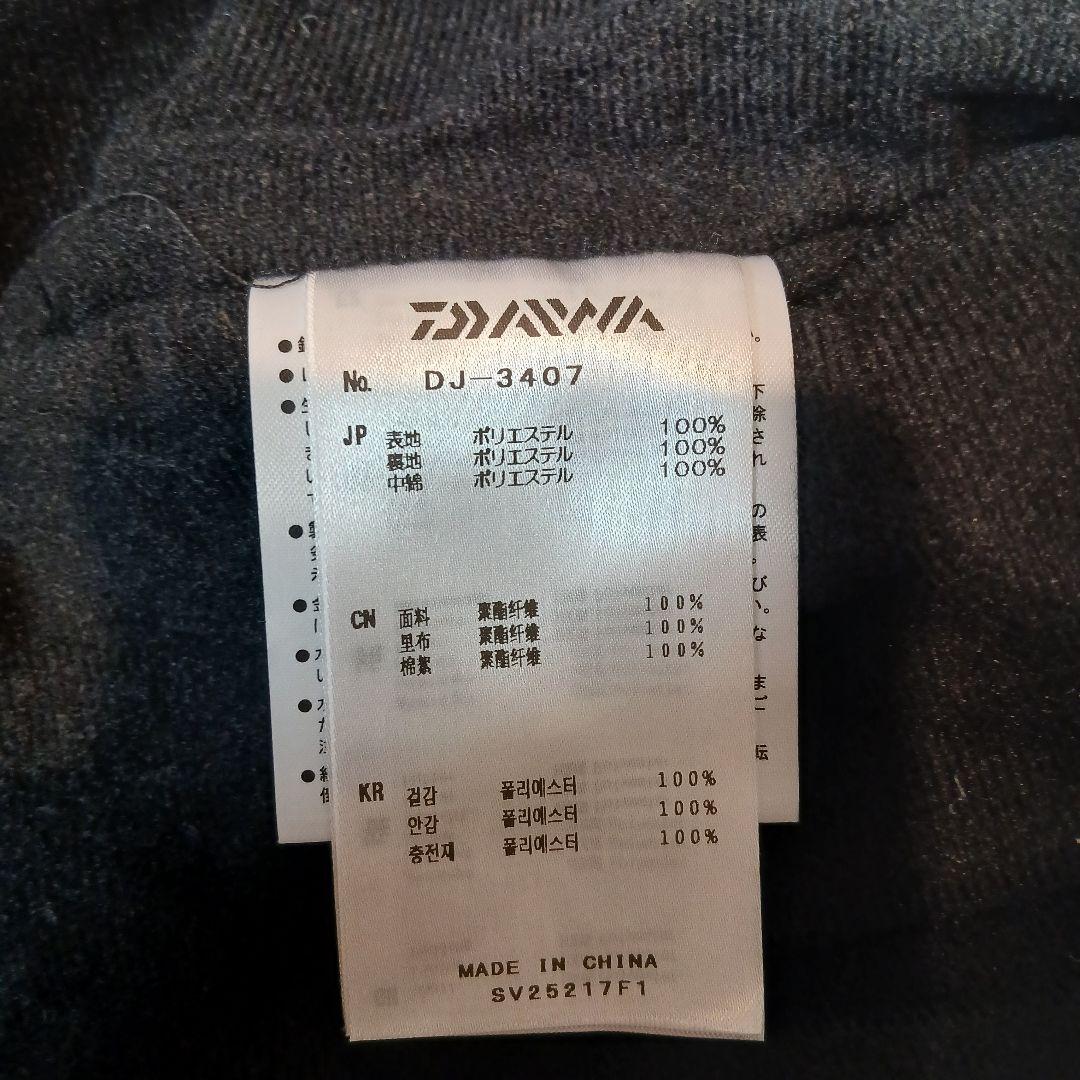 DAIWA
No. DJ-3407
JP 表地 ポリエステル 100%
裏地 ポリエステル 100%
中綿 ポリエステル 100%
CN 面料 聚酯纤维 100%
里布 聚酯纤维 100%
棉絮 聚酯纤维 100%
KR 겉감 폴리에스터 100%
안감 폴리에스터 100%
충전재 폴리에스터 100%
MADE IN CHINA
SV25217F1